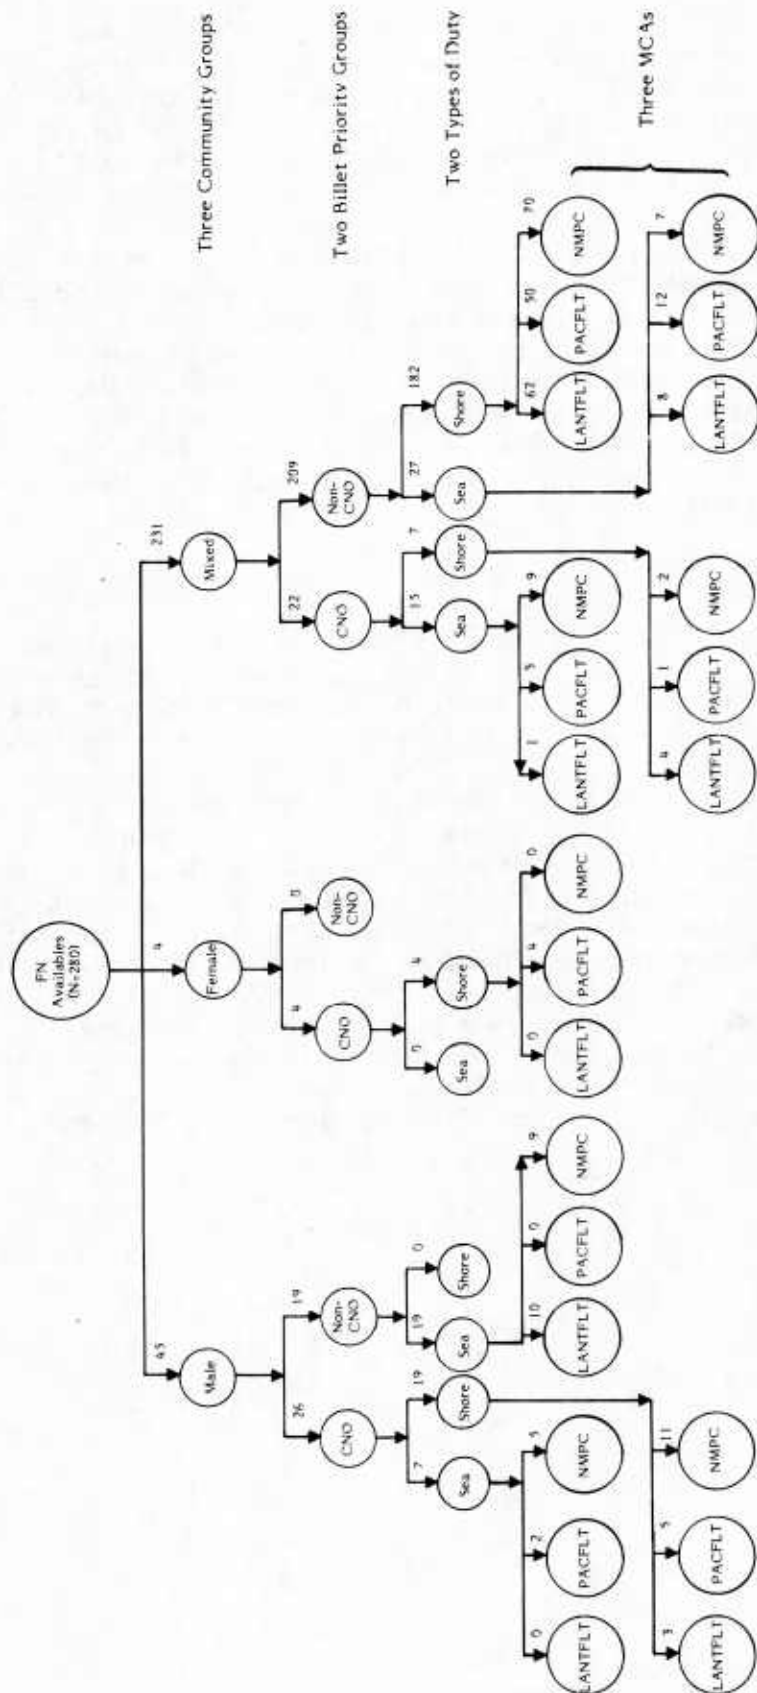 PN
Availables
(N=280)
45 4 231
Male Female Mixed Three Community Groups
26 19 4 0 22 209
CNO Non-CNO CNO Non-CNO CNO Non-CNO Two Billet Priority Groups
7 19 19 0 0 4 15 7 27 182
Sea Shore Sea Shore Sea Shore Sea Shore Sea Shore Two Types of Duty
0 2 5 10 0 9 0 4 0 1 5 9 62 50 70
LANTFLT PACFLT NMPC LANTFLT PACFLT NMPC LANTFLT PACFLT NMPC LANTFLT PACFLT NMPC LANTFLT PACFLT NMPC
Three MCAs
3 5 11 4 1 2 8 12 7
LANTFLT PACFLT NMPC LANTFLT PACFLT NMPC LANTFLT PACFLT NMPC